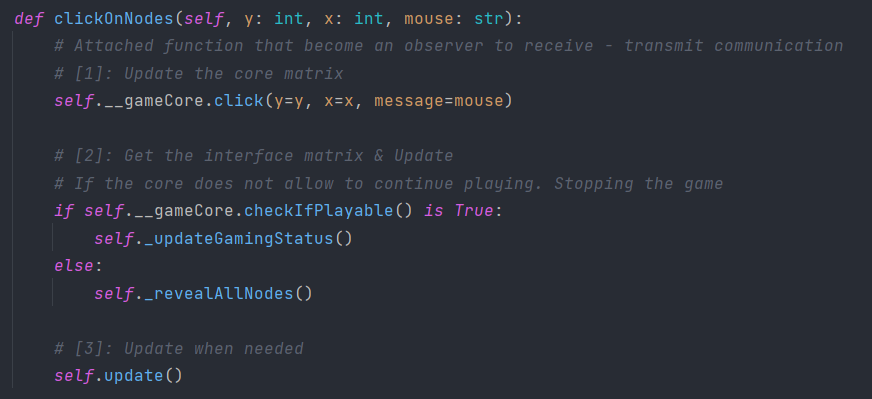 def clickOnNodes(self, y: int, x: int, mouse: str):
# Attached function that become an observer to receive - transmit communication
# [1]: Update the core matrix
self.__gameCore.click(y=y, x=x, message=mouse)
# [2]: Get the interface matrix & Update
# If the core does not allow to continue playing. Stopping the game
if self.__gameCore.checkIfPlayable() is True:
self._updateGamingStatus()
else:
self._revealAllNodes()
# [3]: Update when needed
self.update()